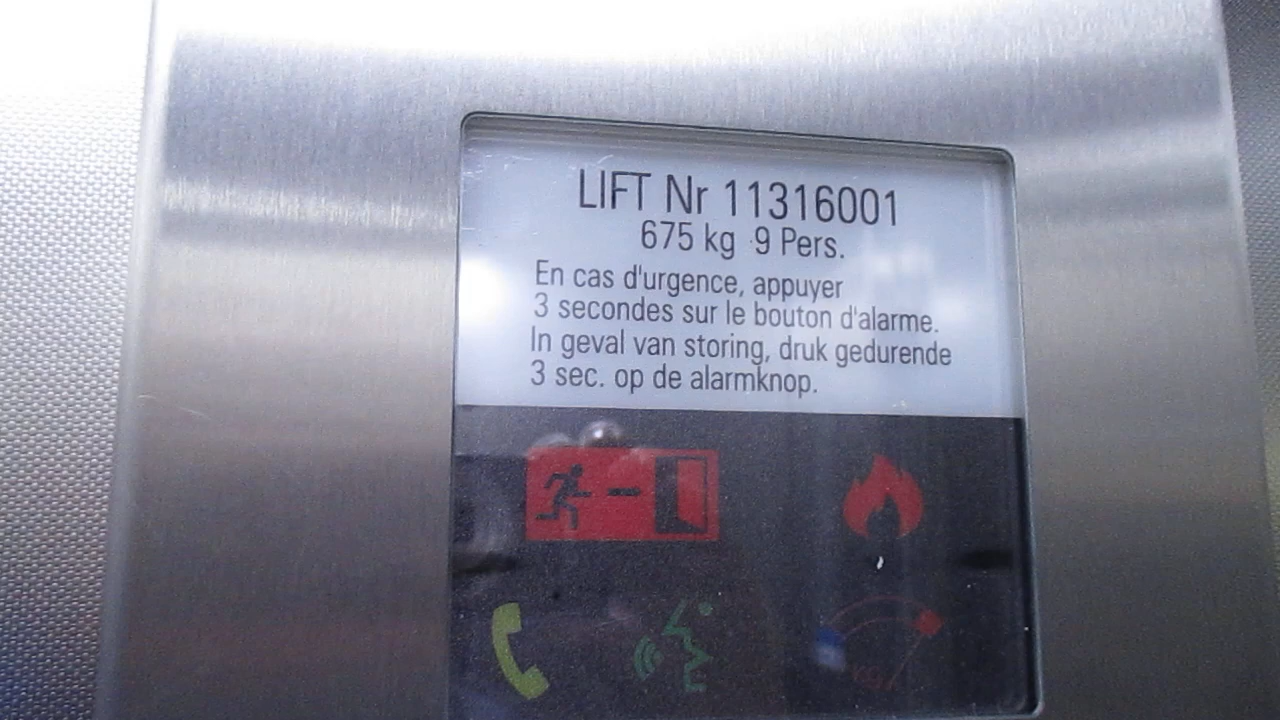 LIFT Nr 11316001
675 kg 9 Pers.
En cas d'urgence, appuyer
3 secondes sur le bouton d'alarme.
In geval van storing, druk gedurende
3 sec. op de alarmknop.